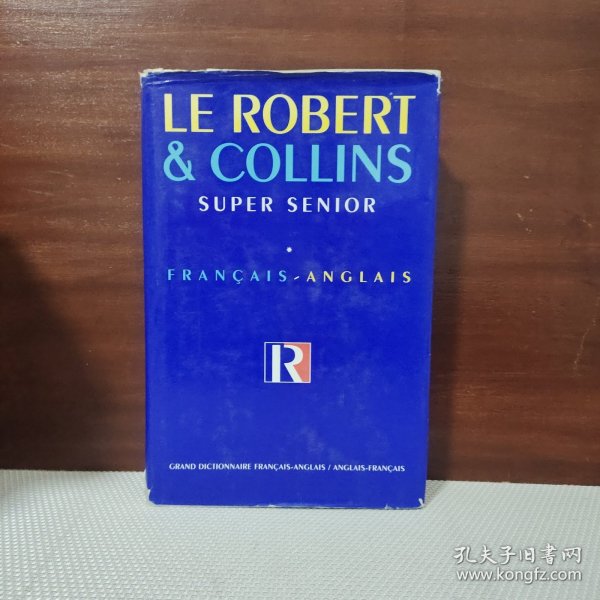 LE ROBERT
& COLLINS
SUPER SENIOR
*
FRANÇAIS-ANGLAIS
R
GRAND DICTIONNAIRE FRANÇAIS-ANGLAIS / ANGLAIS-FRANÇAIS
孔夫子旧书网
www.kongfz.com